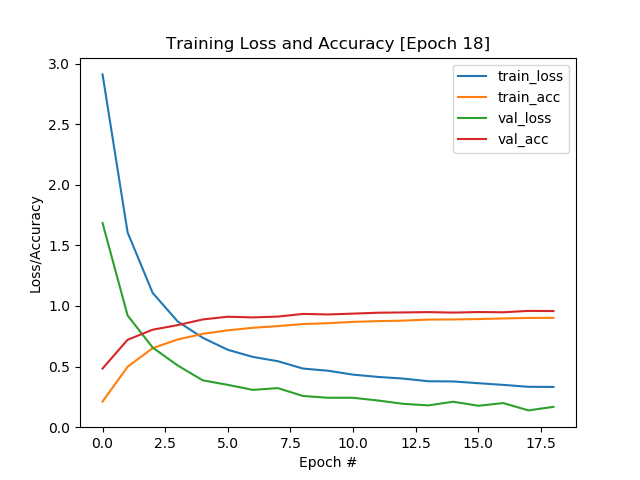 Training Loss and Accuracy [Epoch 18]
3.0
2.5
2.0
1.5
1.0
0.5
0.0
Loss/Accuracy
train_loss
train_acc
val_loss
val_acc
0.0 2.5 5.0 7.5 10.0 12.5 15.0 17.5
Epoch #